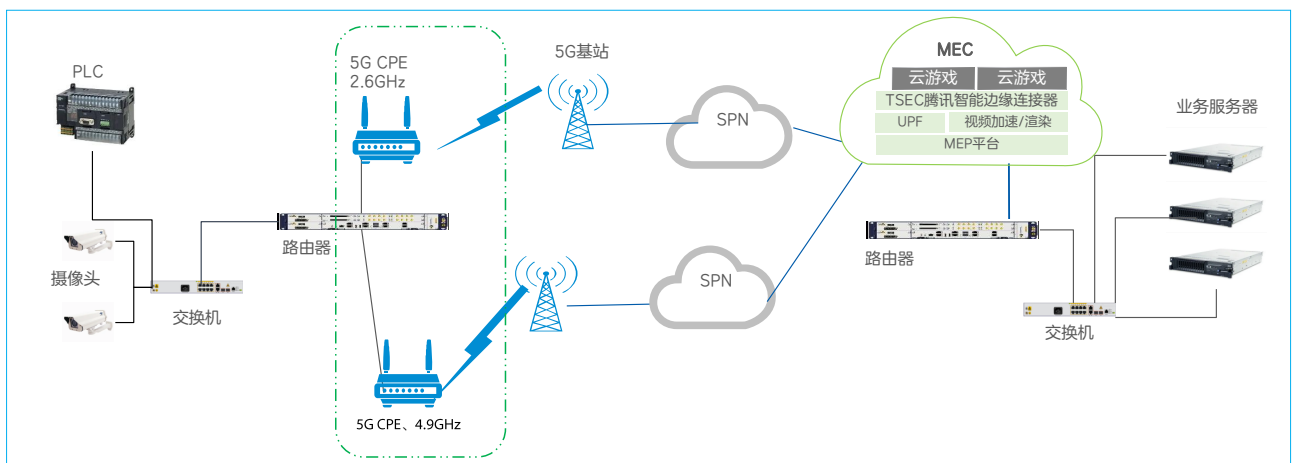 PLC
5G CPE
2.6GHz
5G基站
MEC
云游戏
云游戏
TSEC腾讯智能边缘连接器
UPF
视频加速/渲染
MEP平台
SPN
业务服务器
路由器
摄像头
交换机
SPN
路由器
交换机
5G CPE、4.9GHz